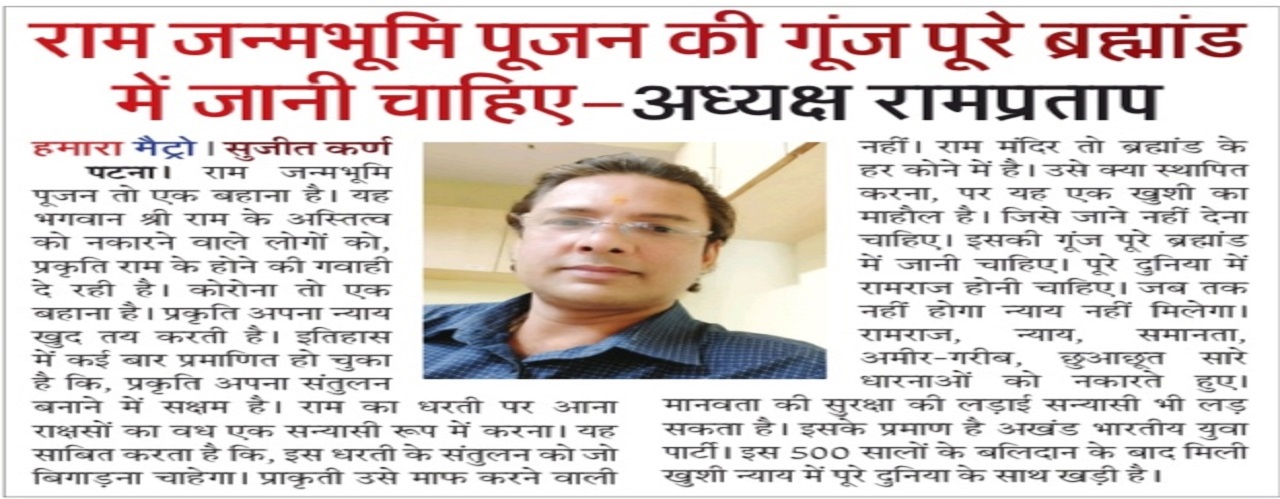 राम जन्मभूमि पूजन की गूंज पूरे ब्रह्मांड
में जानी चाहिए–अध्यक्ष रामप्रताप
हमारा मैट्रो। सुजीत कर्ण
पटना। राम जन्मभूमि
पूजन तो एक बहाना है। यह
भगवान श्री राम के अस्तित्व
को नकारने वाले लोगों को,
प्रकृति राम के होने की गवाही
दे रही है। कोरोना तो एक
बहाना है। प्रकृति अपना न्याय
खुद तय करती है। इतिहास
में कई बार प्रमाणित हो चुका
है कि, प्रकृति अपना संतुलन
बनाने में सक्षम है। राम का धरती पर आना
राक्षसों का वध एक सन्यासी रूप में करना। यह
साबित करता है कि, इस धरती के संतुलन को जो
बिगाड़ना चाहेगा। प्राकृती उसे माफ करने वाली
नहीं। राम मंदिर तो ब्रह्मांड के
हर कोने में है। उसे क्या स्थापित
करना, पर यह एक खुशी का
माहौल है। जिसे जाने नहीं देना
चाहिए। इसकी गूंज पूरे ब्रह्मांड
में जानी चाहिए। पूरे दुनिया में
रामराज होनी चाहिए। जब तक
नहीं होगा न्याय नहीं मिलेगा।
रामराज, न्याय, समानता,
अमीर-गरीब, छुआछूत सारे
धारनाओं को नकारते हुए।
मानवता की सुरक्षा की लड़ाई सन्यासी भी लड़
सकता है। इसके प्रमाण है अखंड भारतीय युवा
पार्टी। इस 500 सालों के बलिदान के बाद मिली
खुशी न्याय में पूरे दुनिया के साथ खड़ी है।